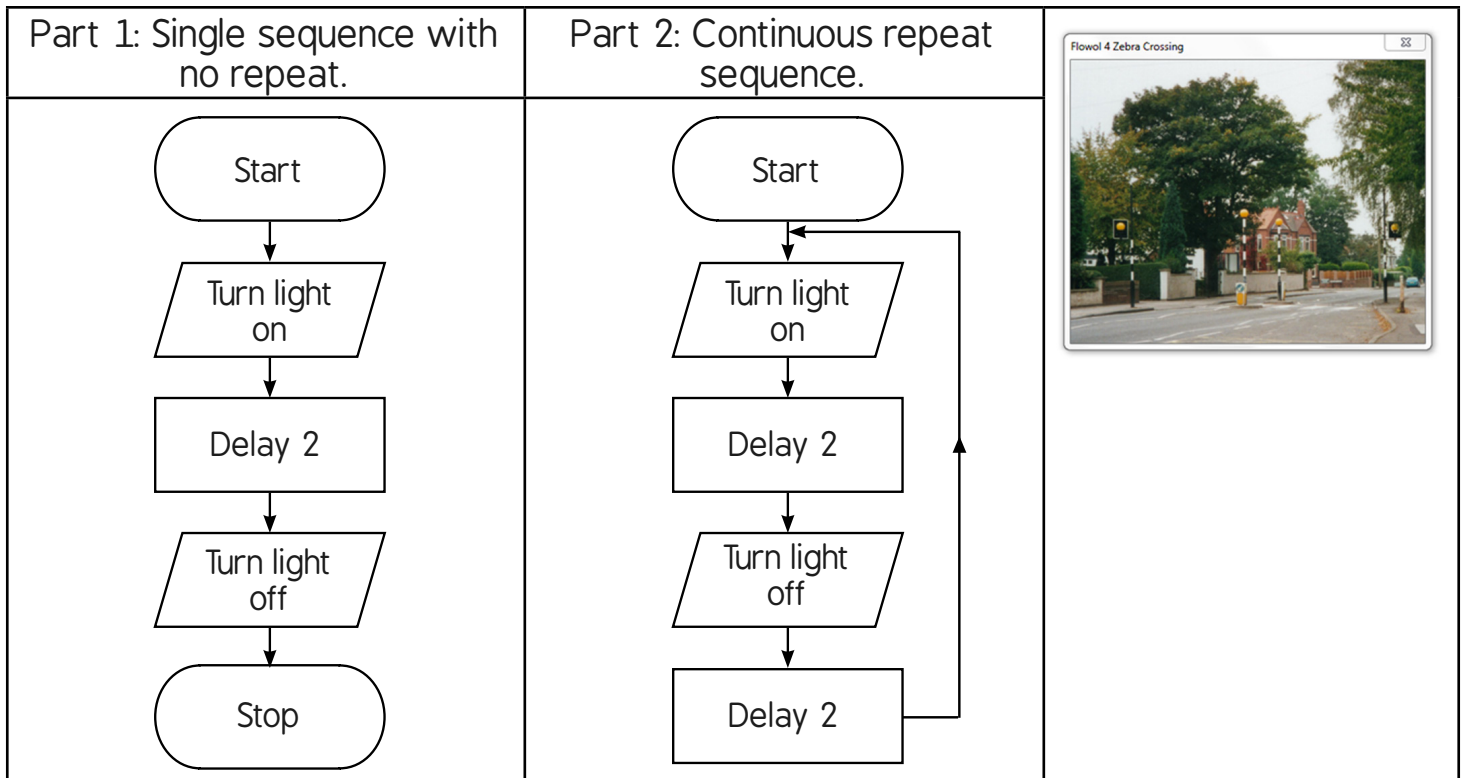 Part 1: Single sequence with
no repeat.
Start
Turn light
on
Delay 2
Turn light
off
Stop
Part 2: Continuous repeat
sequence.
Start
Turn light
on
Delay 2
Turn light
off
Delay 2
Flowol 4 Zebra Crossing